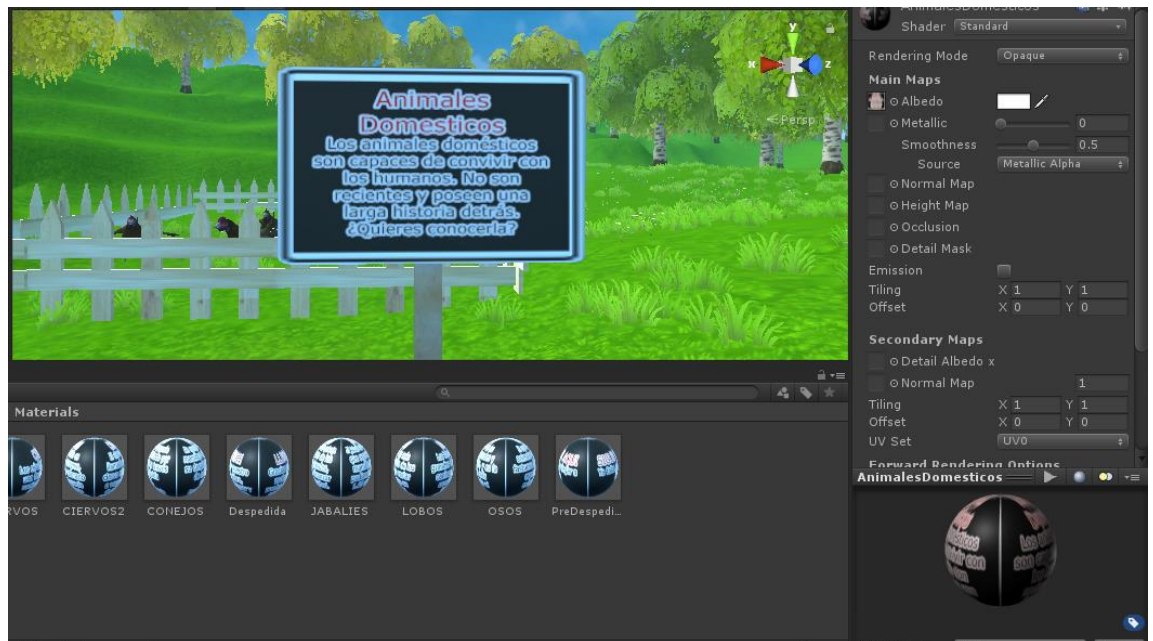 AnimalesDomesticos
Shader Standard
Rendering Mode Opaque
Main Maps
Albedo
Metallic 0
Smoothness 0.5
Source Metallic Alpha
Normal Map
Height Map
Occlusion
Detail Mask
Emission
Tiling X 1 Y 1
Offset X 0 Y 0
Secondary Maps
Detail Albedo x
Normal Map 1
Tiling X 1 Y 1
Offset X 0 Y 0
UV Set UV0
Forward Rendering Options
AnimalesDomesticos
y
x z
Persp
Animales
Domesticos
Los animales domésticos
son capaces de convivir con
los humanos. No son
recientes y poseen una
larga historia detrás.
¿Quieres conocerla?
Materials
RVOS CIERVOS2 CONEJOS Despedida JABALIES LOBOS OSOS PreDespedi...